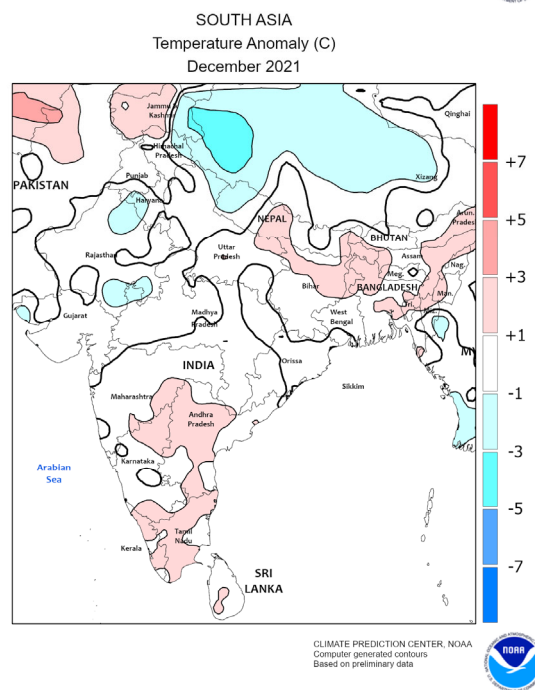 SOUTH ASIA
Temperature Anomaly (C)
December 2021
Jammu &
Kashmir
Himachal
Pradesh
Qinghai
Xizang
PAKISTAN
Punjab
Haryana
NEPAL
Arun.
Prades
BHUTAN
Assam
Nag.
Rajasthan
Uttar
Pradesh
Meg.
Bihar
BANGLADESH
Man.
Tri.
Miz.
Gujarat
Madhya
Pradesh
West
Bengal
M
INDIA
Orissa
Sikkim
Maharashtra
Andhra
Pradesh
Arabian
Sea
Karnataka
Tamil
Nadu
Kerala
SRI
LANKA
+7
+5
+3
+1
-1
-3
-5
-7
CLIMATE PREDICTION CENTER, NOAA
Computer generated contours
Based on preliminary data
NOAA